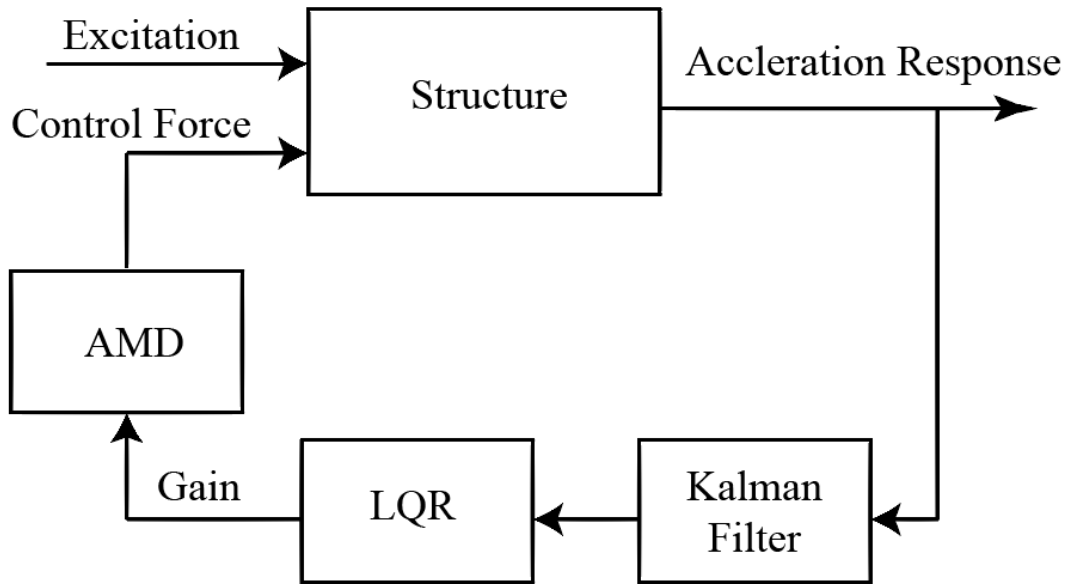 Excitation
Accleration Response
Structure
Control Force
AMD
Gain
LQR
Kalman
Filter